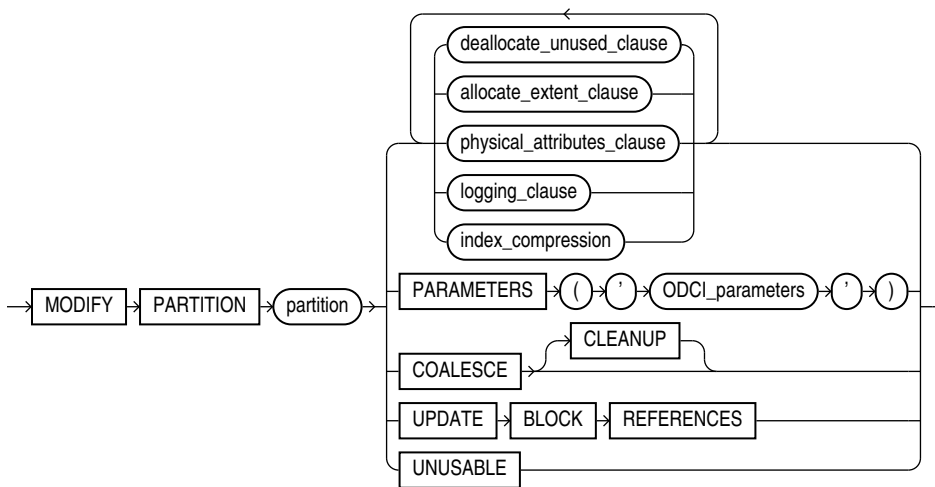 deallocate_unused_clause
allocate_extent_clause
physical_attributes_clause
logging_clause
index_compression
MODIFY PARTITION partition
PARAMETERS ( ' ODCI_parameters ' )
CLEANUP
COALESCE
UPDATE BLOCK REFERENCES
UNUSABLE